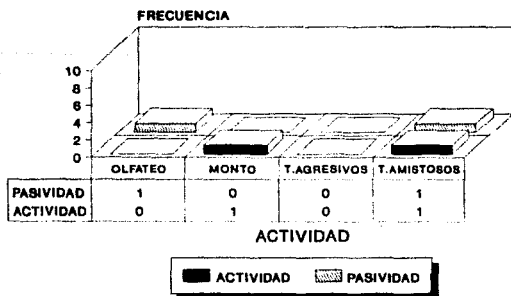 FRECUENCIA
10
8
6
4
2
0
OLFATEO MONTO T.AGRESIVOS T.AMISTOSOS
PASIVIDAD 1 0 0 1
ACTIVIDAD 0 1 0 1
ACTIVIDAD
ACTIVIDAD PASIVIDAD